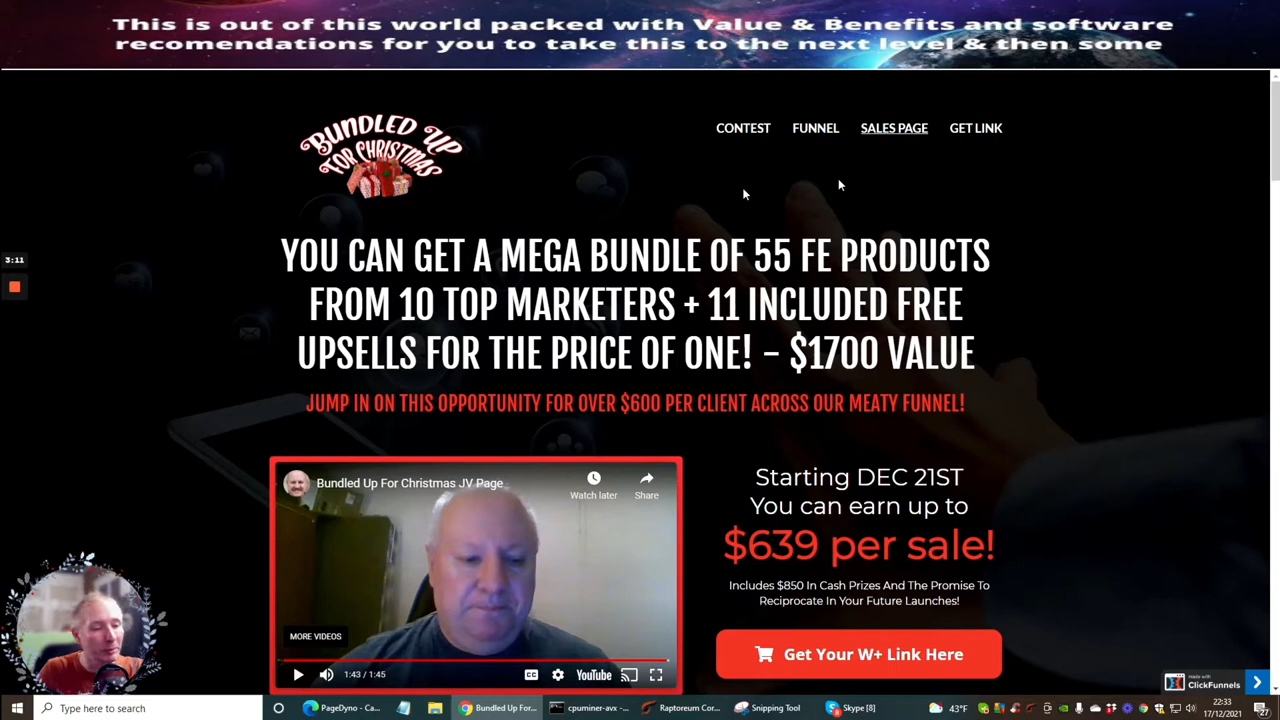 This is out of this world packed with Value & Benefits and software
recomendations for you to take this to the next level & then some
BUNDLED UP
FOR CHRISTMAS
CONTEST
FUNNEL
SALES PAGE
GET LINK
3:11
YOU CAN GET A MEGA BUNDLE OF 55 FE PRODUCTS
FROM 10 TOP MARKETERS + 11 INCLUDED FREE
UPSELLS FOR THE PRICE OF ONE! – $1700 VALUE
JUMP IN ON THIS OPPORTUNITY FOR OVER $600 PER CLIENT ACROSS OUR MEATY FUNNEL!
Bundled Up For Christmas JV Page
Watch later
Share
MORE VIDEOS
1:43 / 1:45
CC
YouTube
Starting DEC 21ST
You can earn up to
$639 per sale!
Includes $850 In Cash Prizes And The Promise To
Reciprocate In Your Future Launches!
Get Your W+ Link Here
made with
ClickFunnels
Type here to search
PageDyno - Ca...
Bundled Up For...
cpuminer-avx - ...
Raptoreum Cor...
Snipping Tool
Skype [8]
43°F
22:33
17/12/2021